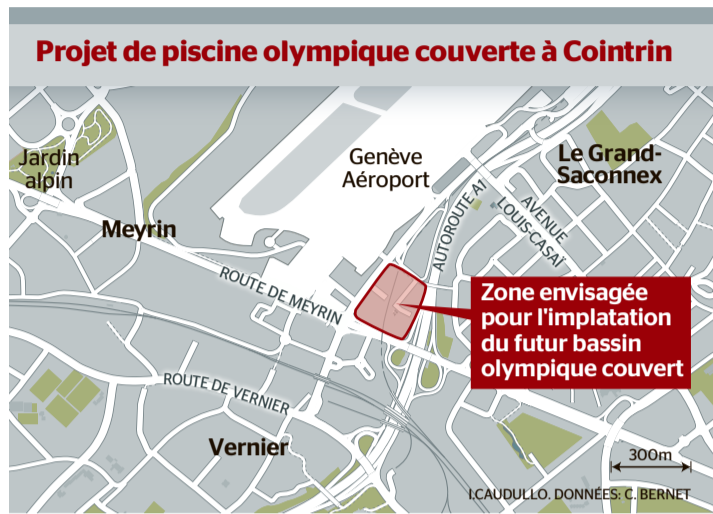 Projet de piscine olympique couverte à Cointrin
Jardin
alpin
Genève
Aéroport
Le Grand-
Saconnex
AVENUE
LOUIS-CASAÏ
AUTOROUTE A1
Meyrin
ROUTE DE MEYRIN
Zone envisagée
pour l'implatation
du futur bassin
olympique couvert
ROUTE DE VERNIER
Vernier
300m
I.CAUDULLO. DONNÉES: C. BERNET